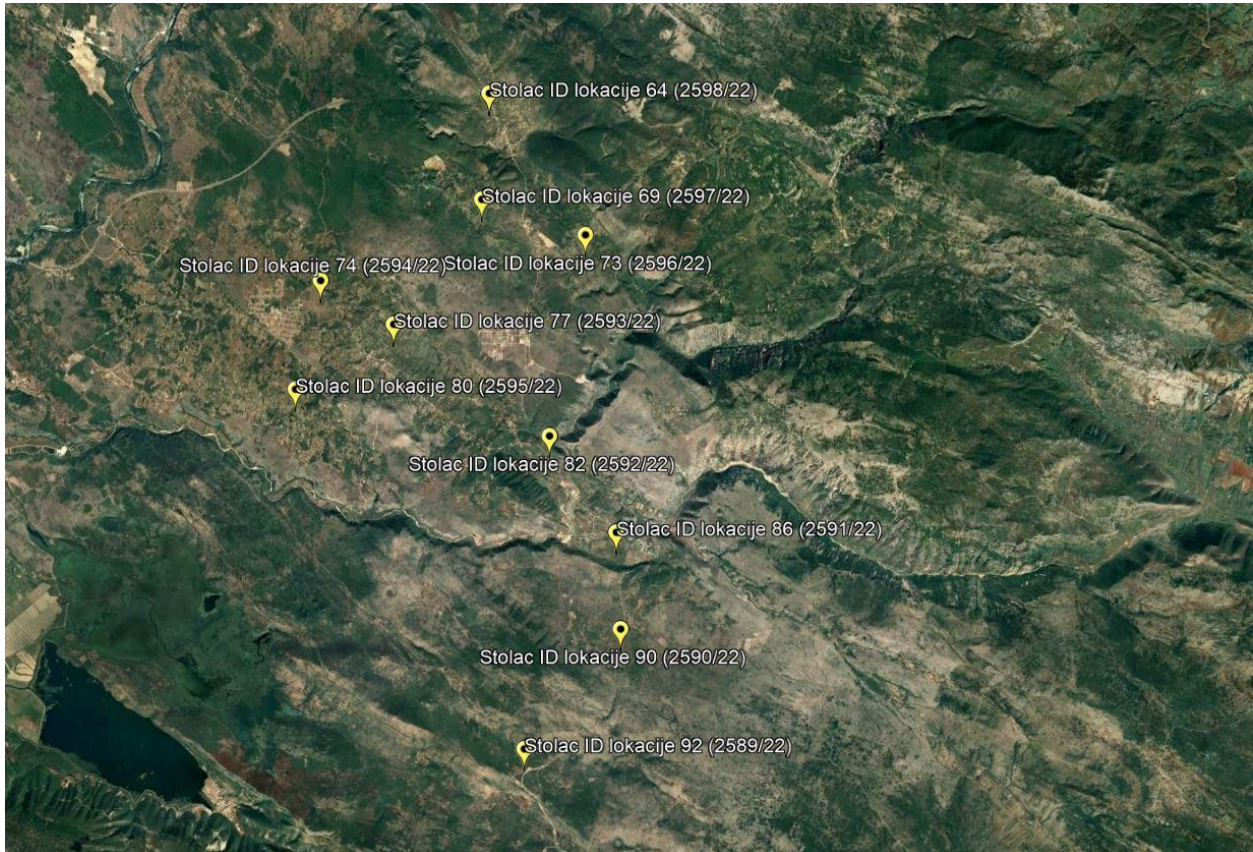 Stolac ID lokacije 64 (2598/22)
Stolac ID lokacije 69 (2597/22)
Stolac ID lokacije 74 (2594/22)
Stolac ID lokacije 73 (2596/22)
Stolac ID lokacije 77 (2593/22)
Stolac ID lokacije 80 (2595/22)
Stolac ID lokacije 82 (2592/22)
Stolac ID lokacije 86 (2591/22)
Stolac ID lokacije 90 (2590/22)
Stolac ID lokacije 92 (2589/22)